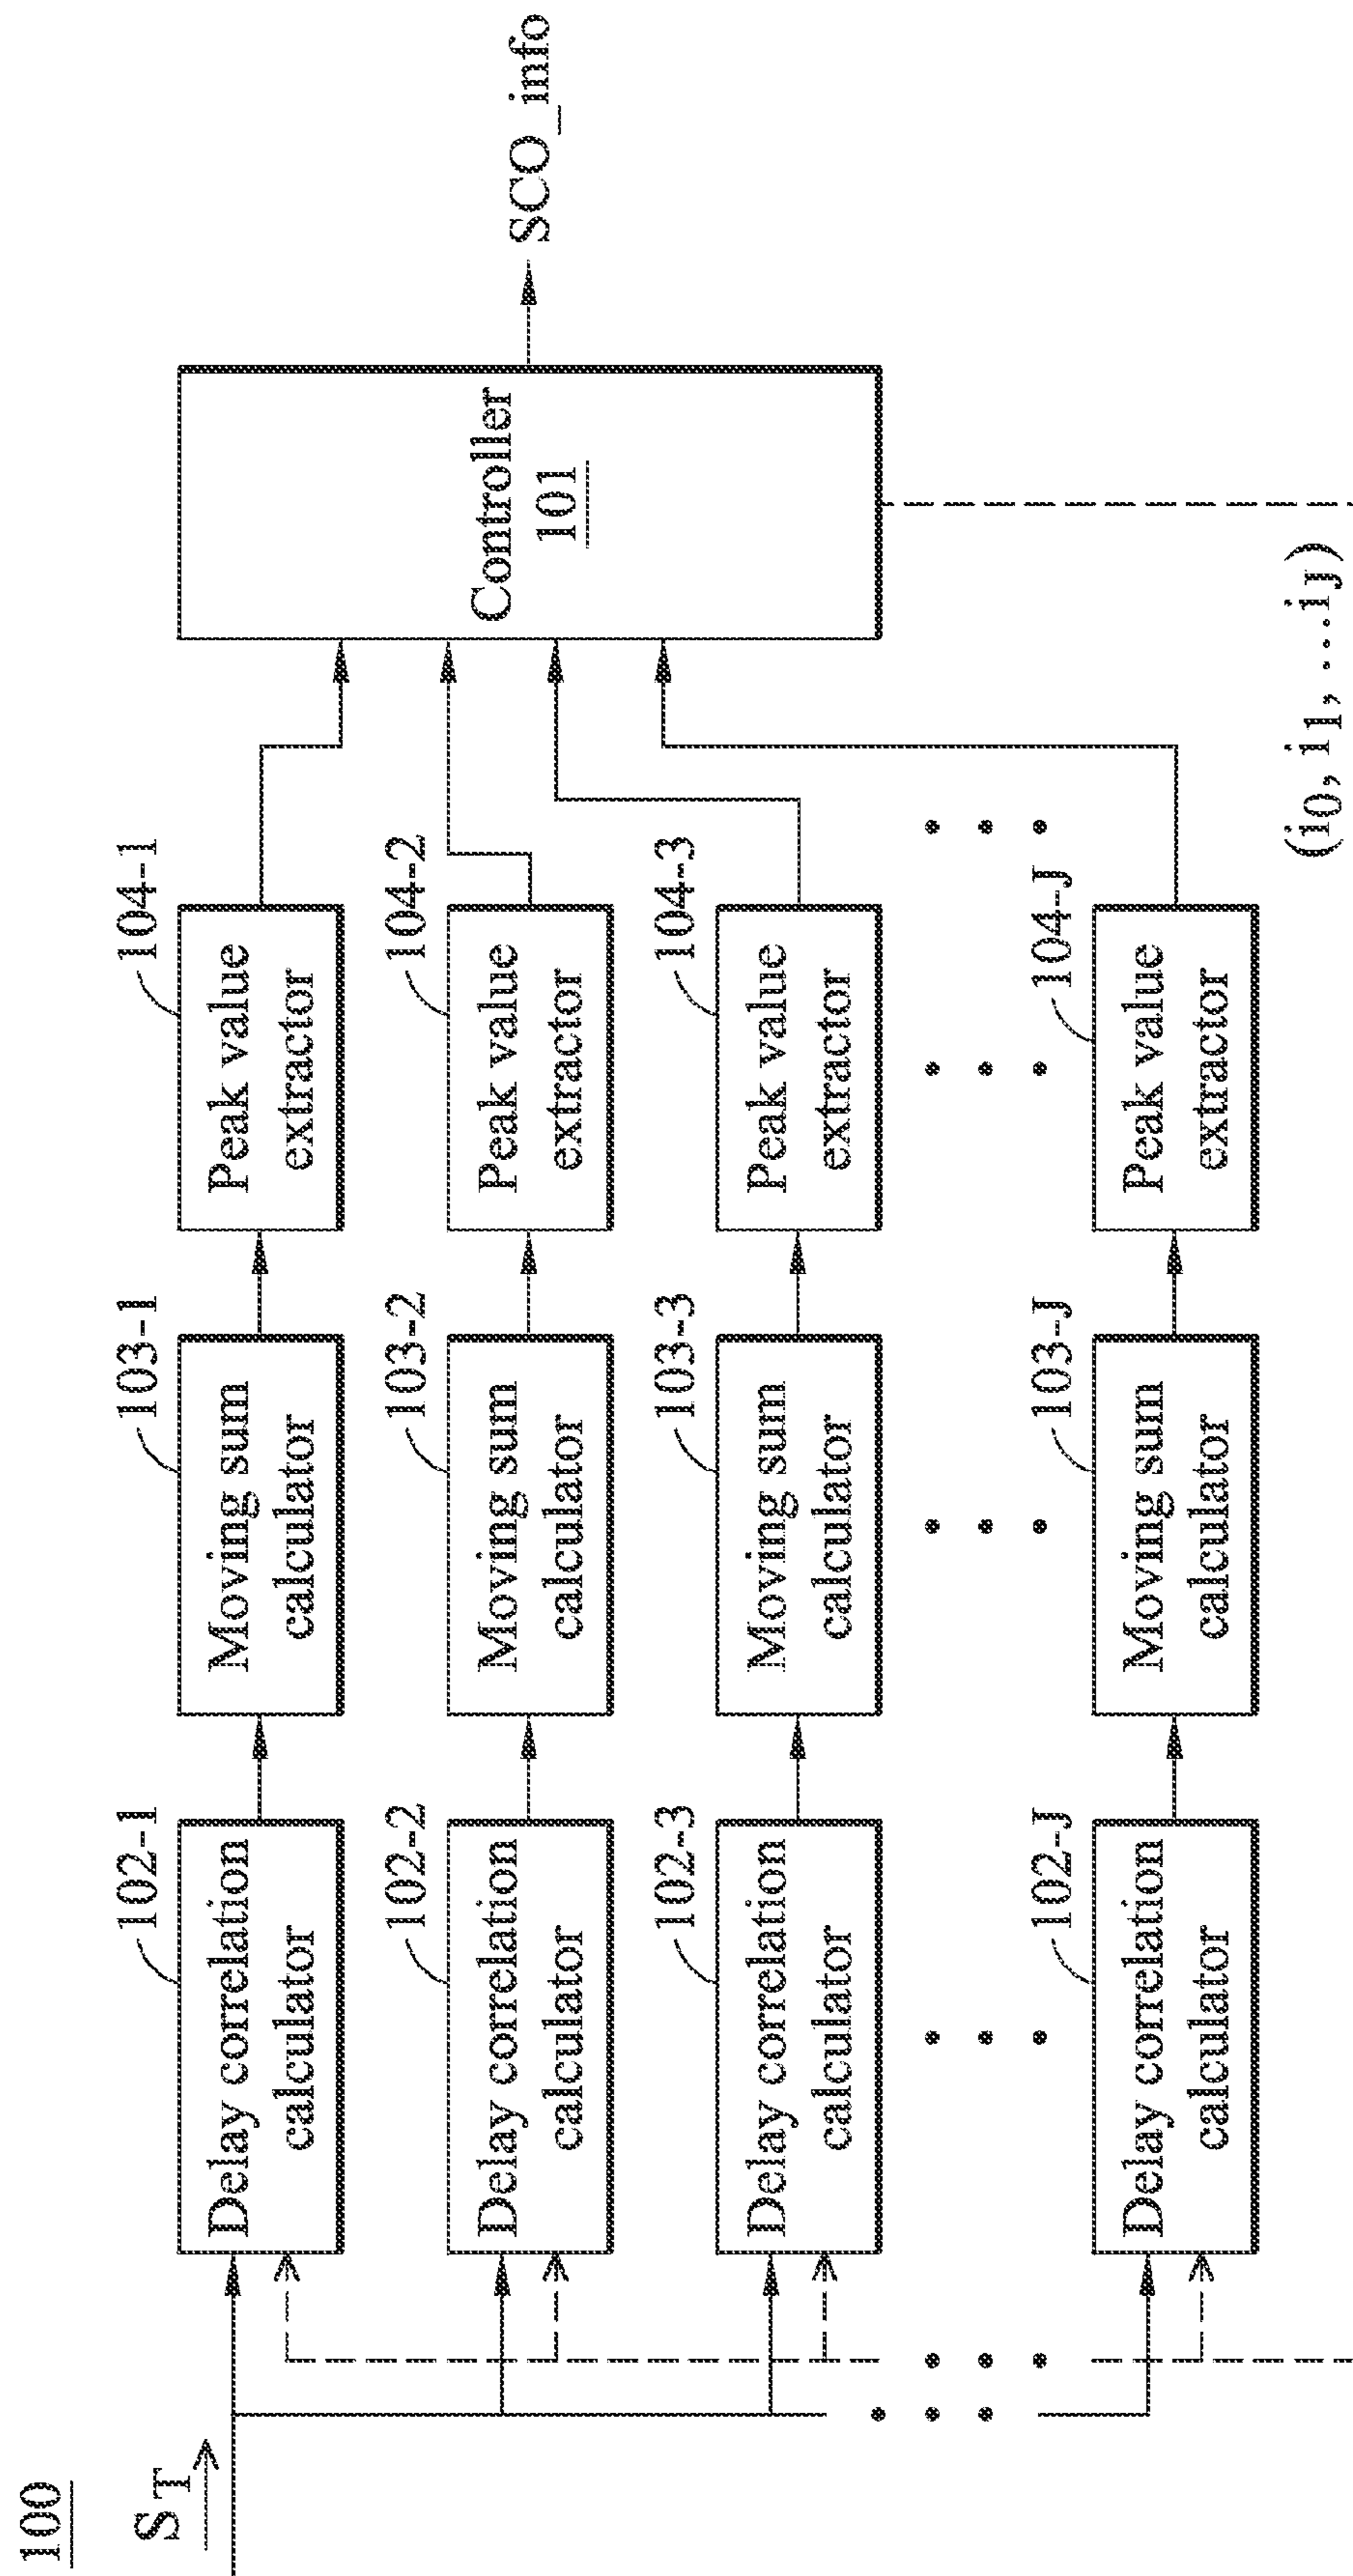 100
ST
102-1
Delay correlation
calculator
103-1
Moving sum
calculator
104-1
Peak value
extractor
102-2
Delay correlation
calculator
103-2
Moving sum
calculator
104-2
Peak value
extractor
102-3
Delay correlation
calculator
103-3
Moving sum
calculator
104-3
Peak value
extractor
102-J
Delay correlation
calculator
103-J
Moving sum
calculator
104-J
Peak value
extractor
Controller
101
SCO_info
(i0, i1, ...iJ)